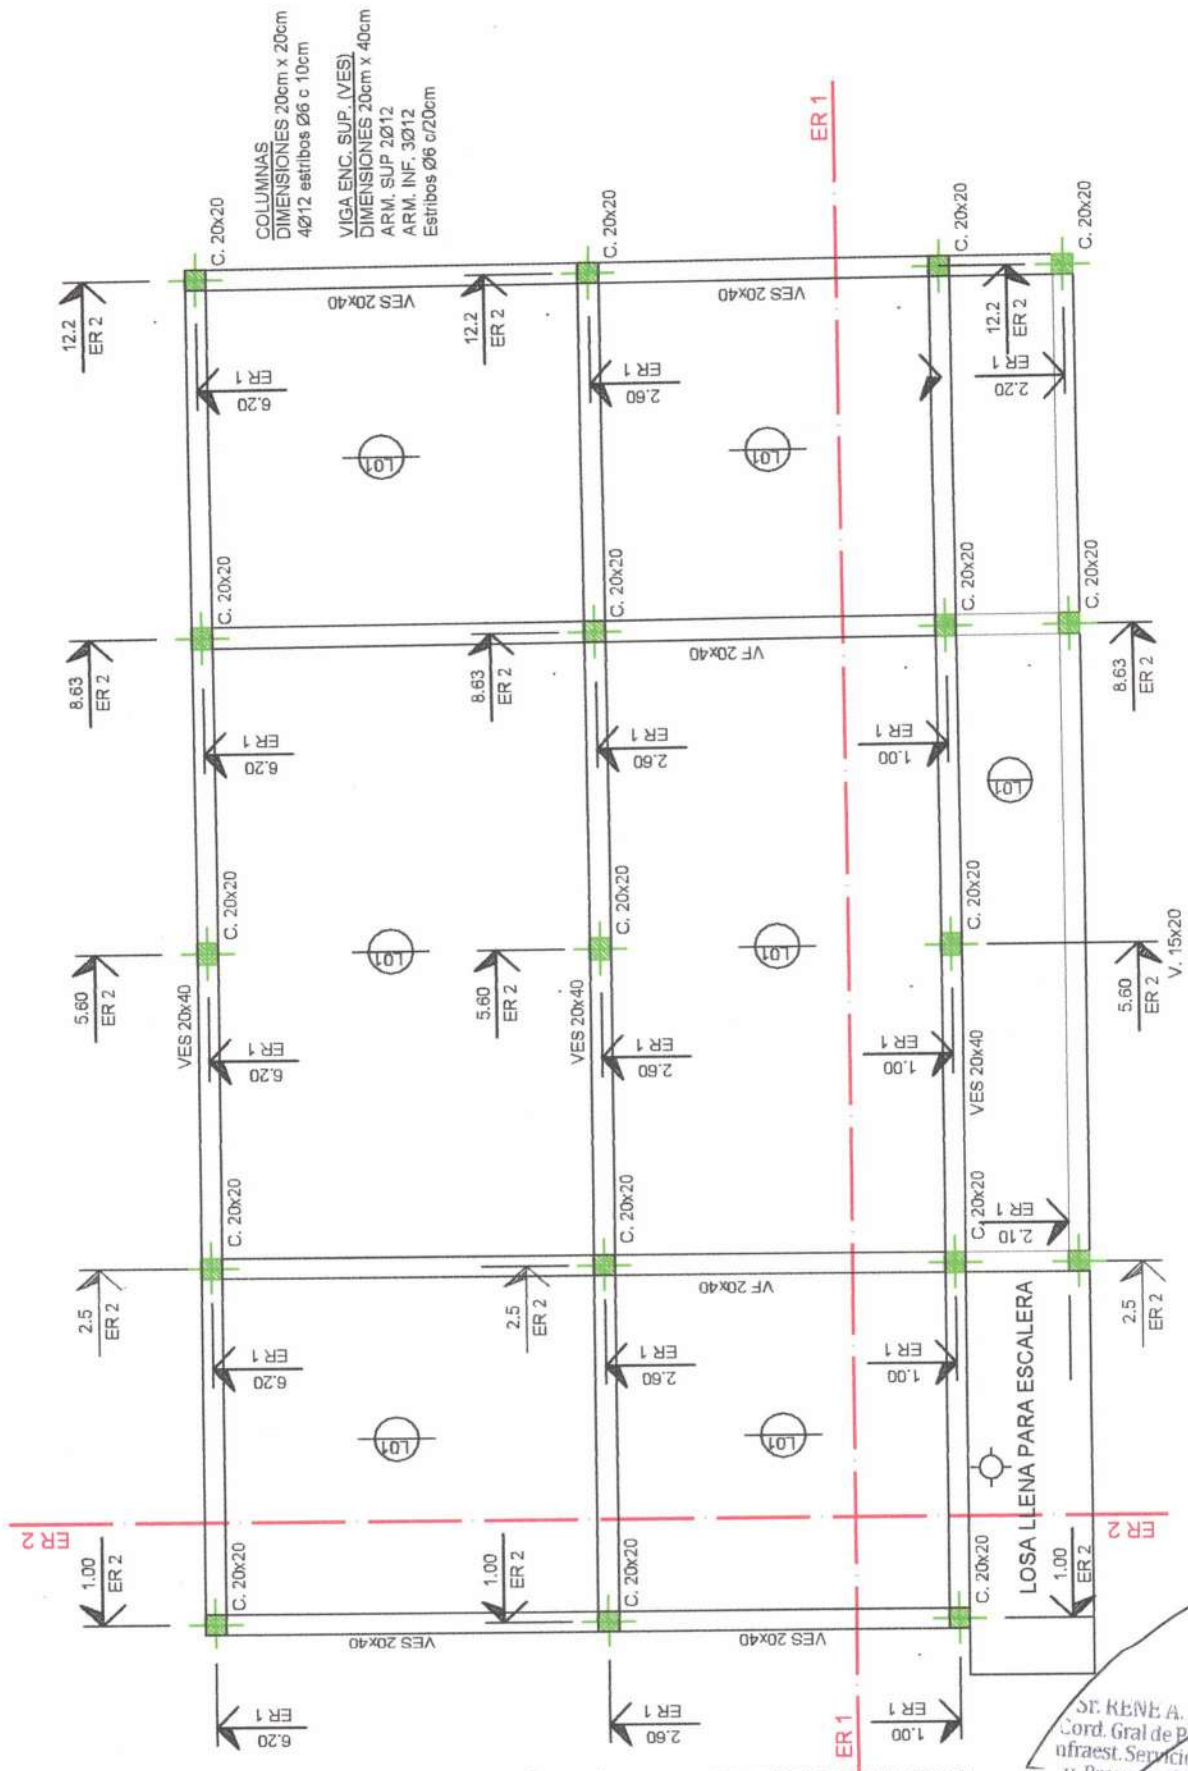 COLUMNAS
DIMENSIONES 20cm x 20cm
4Ø12 estribos Ø6 c 10cm
VIGA ENC. SUP. (VES)
DIMENSIONES 20cm x 40cm
ARM. SUP 2Ø12
ARM. INF. 3Ø12
Estribos Ø6 c/20cm
12.2
ER 2
C. 20x20
VES 20x40
12.2
ER 2
C. 20x20
VES 20x40
ER 1
C. 20x20
12.2
ER 2
C. 20x20
6.20
ER 1
2.60
ER 1
2.20
ER 1
L01
L01
8.63
ER 2
C. 20x20
8.63
ER 2
C. 20x20
VF 20x40
C. 20x20
C. 20x20
8.63
ER 2
6.20
ER 1
2.60
ER 1
1.00
ER 1
L01
5.60
ER 2
C. 20x20
L01
5.60
ER 2
C. 20x20
L01
C. 20x20
5.60
ER 2
V. 15x20
VES 20x40
VES 20x40
VES 20x40
6.20
ER 1
2.60
ER 1
1.00
ER 1
2.5
ER 2
C. 20x20
2.5
ER 2
C. 20x20
VF 20x40
C. 20x20
2.10
ER 1
2.5
ER 2
6.20
ER 1
2.60
ER 1
1.00
ER 1
L01
L01
LOSA LLENA PARA ESCALERA
ER 2
ER 2
1.00
ER 2
C. 20x20
1.00
ER 2
C. 20x20
C. 20x20
1.00
ER 2
VES 20x40
VES 20x40
6.20
ER 1
2.60
ER 1
1.00
ER 1
ER 1
Sr. RENE A.
Cord. Gral de P
nfraest. Servici